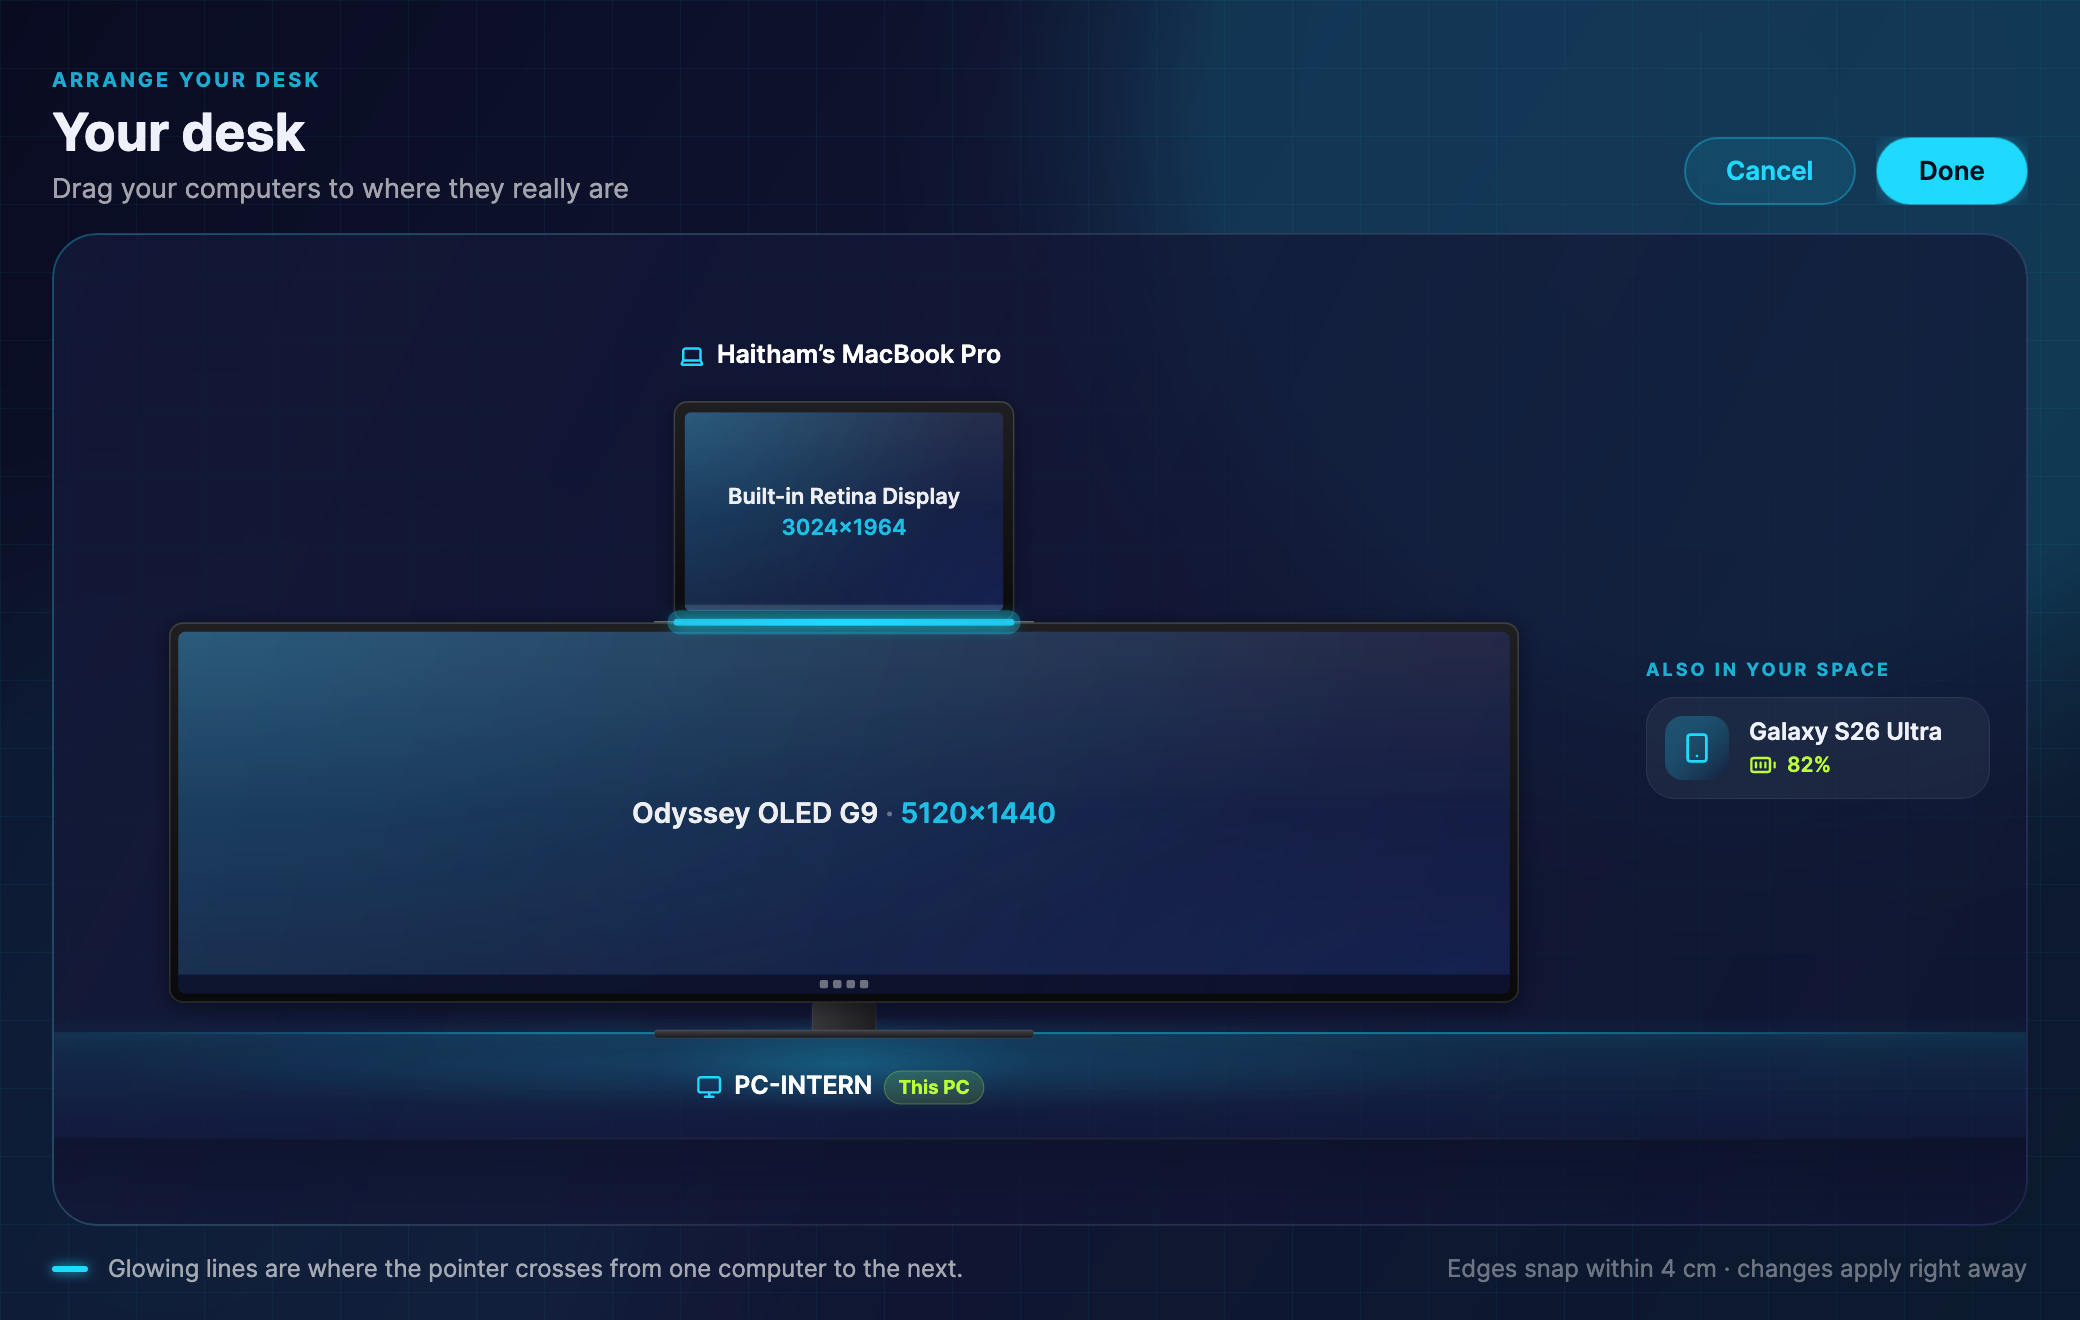 ARRANGE YOUR DESK
Your desk
Drag your computers to where they really are
Cancel
Done
Haitham’s MacBook Pro
Built-in Retina Display
3024×1964
Odyssey OLED G9 · 5120×1440
ALSO IN YOUR SPACE
Galaxy S26 Ultra
82%
PC-INTERN
This PC
Glowing lines are where the pointer crosses from one computer to the next.
Edges snap within 4 cm · changes apply right away